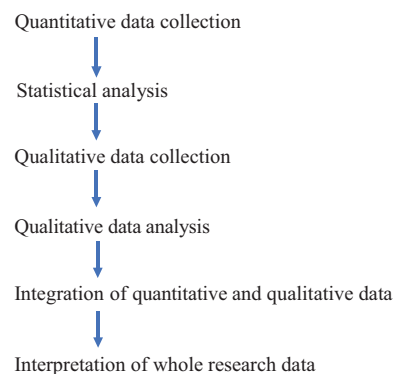 Quantitative data collection
Statistical analysis
Qualitative data collection
Qualitative data analysis
Integration of quantitative and qualitative data
Interpretation of whole research data